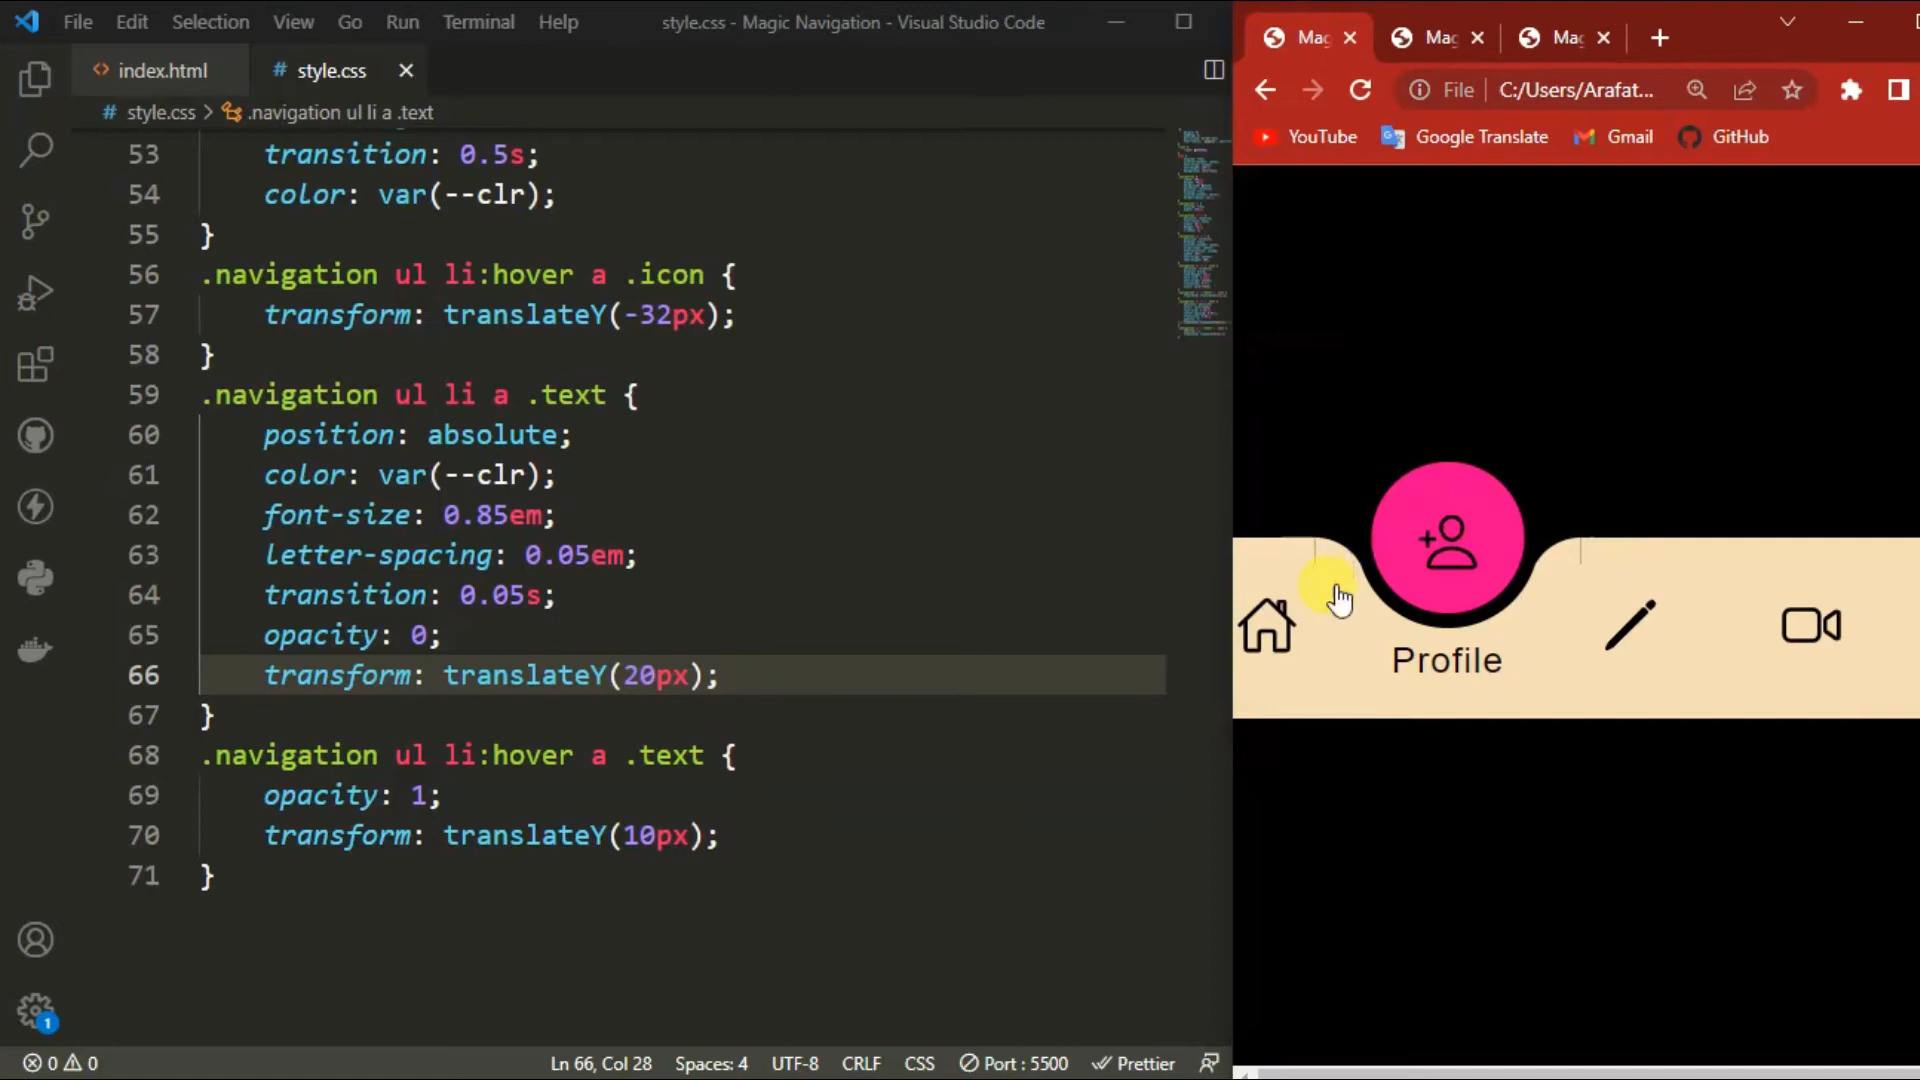 File Edit Selection View Go Run Terminal Help style.css - Magic Navigation - Visual Studio Code
index.html # style.css
# style.css > .navigation ul li a .text
53 transition: 0.5s;
54 color: var(--clr);
55 }
56 .navigation ul li:hover a .icon {
57 transform: translateY(-32px);
58 }
59 .navigation ul li a .text {
60 position: absolute;
61 color: var(--clr);
62 font-size: 0.85em;
63 letter-spacing: 0.05em;
64 transition: 0.05s;
65 opacity: 0;
66 transform: translateY(20px);
67 }
68 .navigation ul li:hover a .text {
69 opacity: 1;
70 transform: translateY(10px);
71 }
1
0 0 Ln 66, Col 28 Spaces: 4 UTF-8 CRLF CSS Port : 5500 Prettier
Mag Mag Mag
File C:/Users/Arafat...
YouTube Google Translate Gmail GitHub
Profile